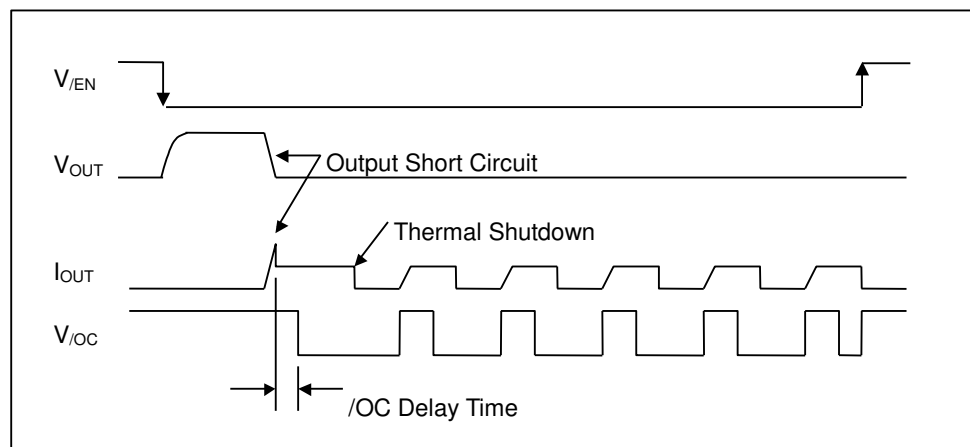 V/EN
VOUT
Output Short Circuit
Thermal Shutdown
IOUT
V/OC
/OC Delay Time